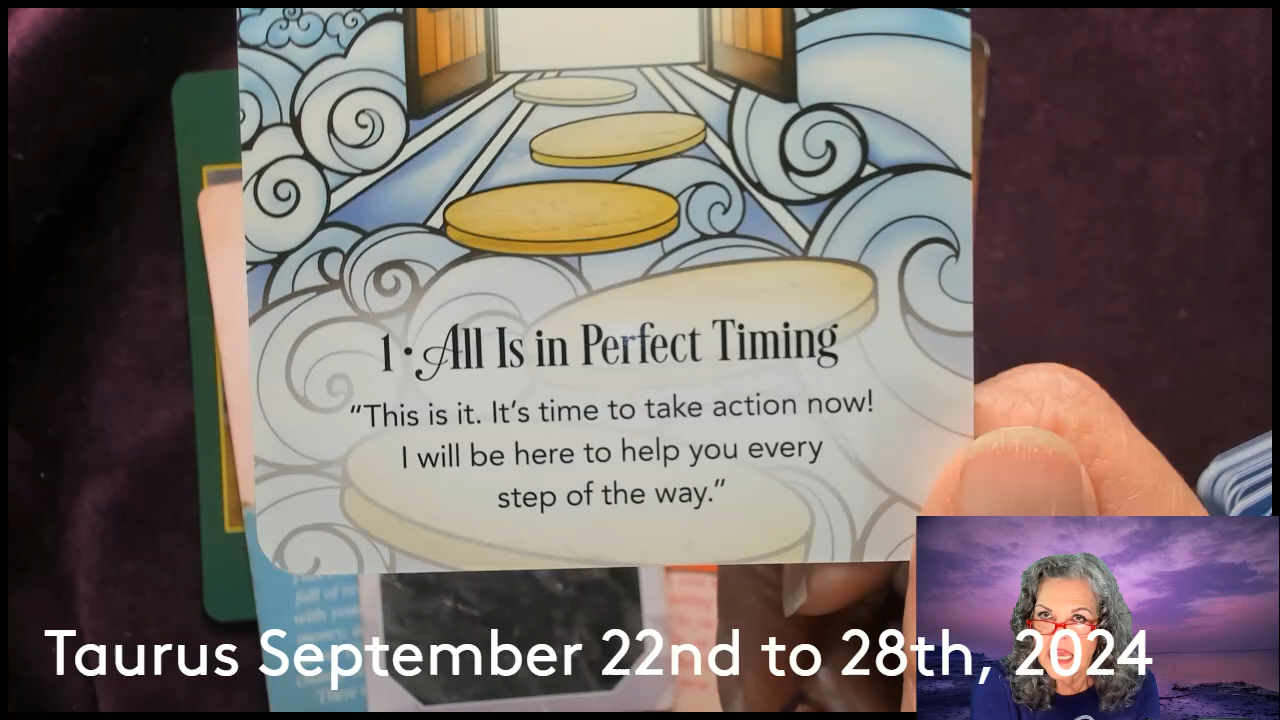 1 • All Is in Perfect Timing
"This is it. It's time to take action now!
I will be here to help you every
step of the way."
Taurus September 22nd to 28th, 2024